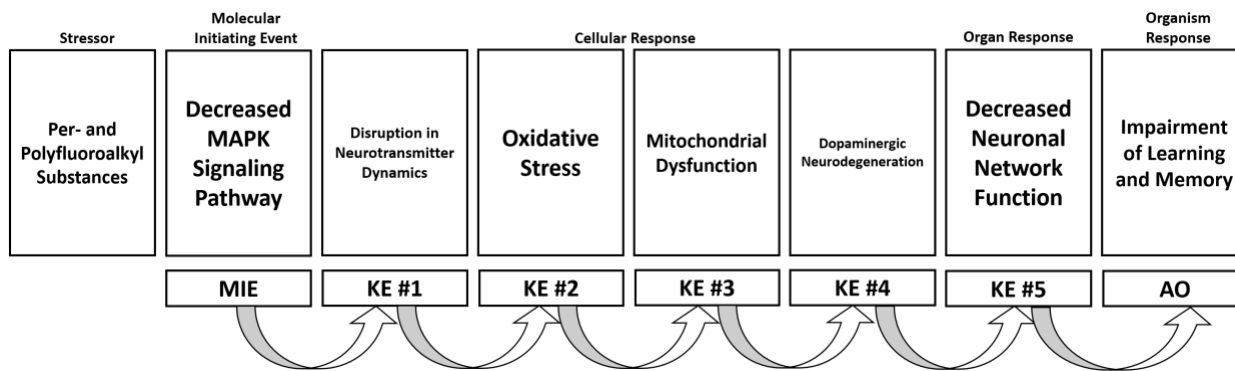 Stressor
Molecular
Initiating Event
Cellular Response
Organ Response
Organism
Response
Per- and
Polyfluoroalkyl
Substances
Decreased
MAPK
Signaling
Pathway
Disruption in
Neurotransmitter
Dynamics
Oxidative
Stress
Mitochondrial
Dysfunction
Dopaminergic
Neurodegeneration
Decreased
Neuronal
Network
Function
Impairment
of Learning
and Memory
MIE
KE #1
KE #2
KE #3
KE #4
KE #5
AO